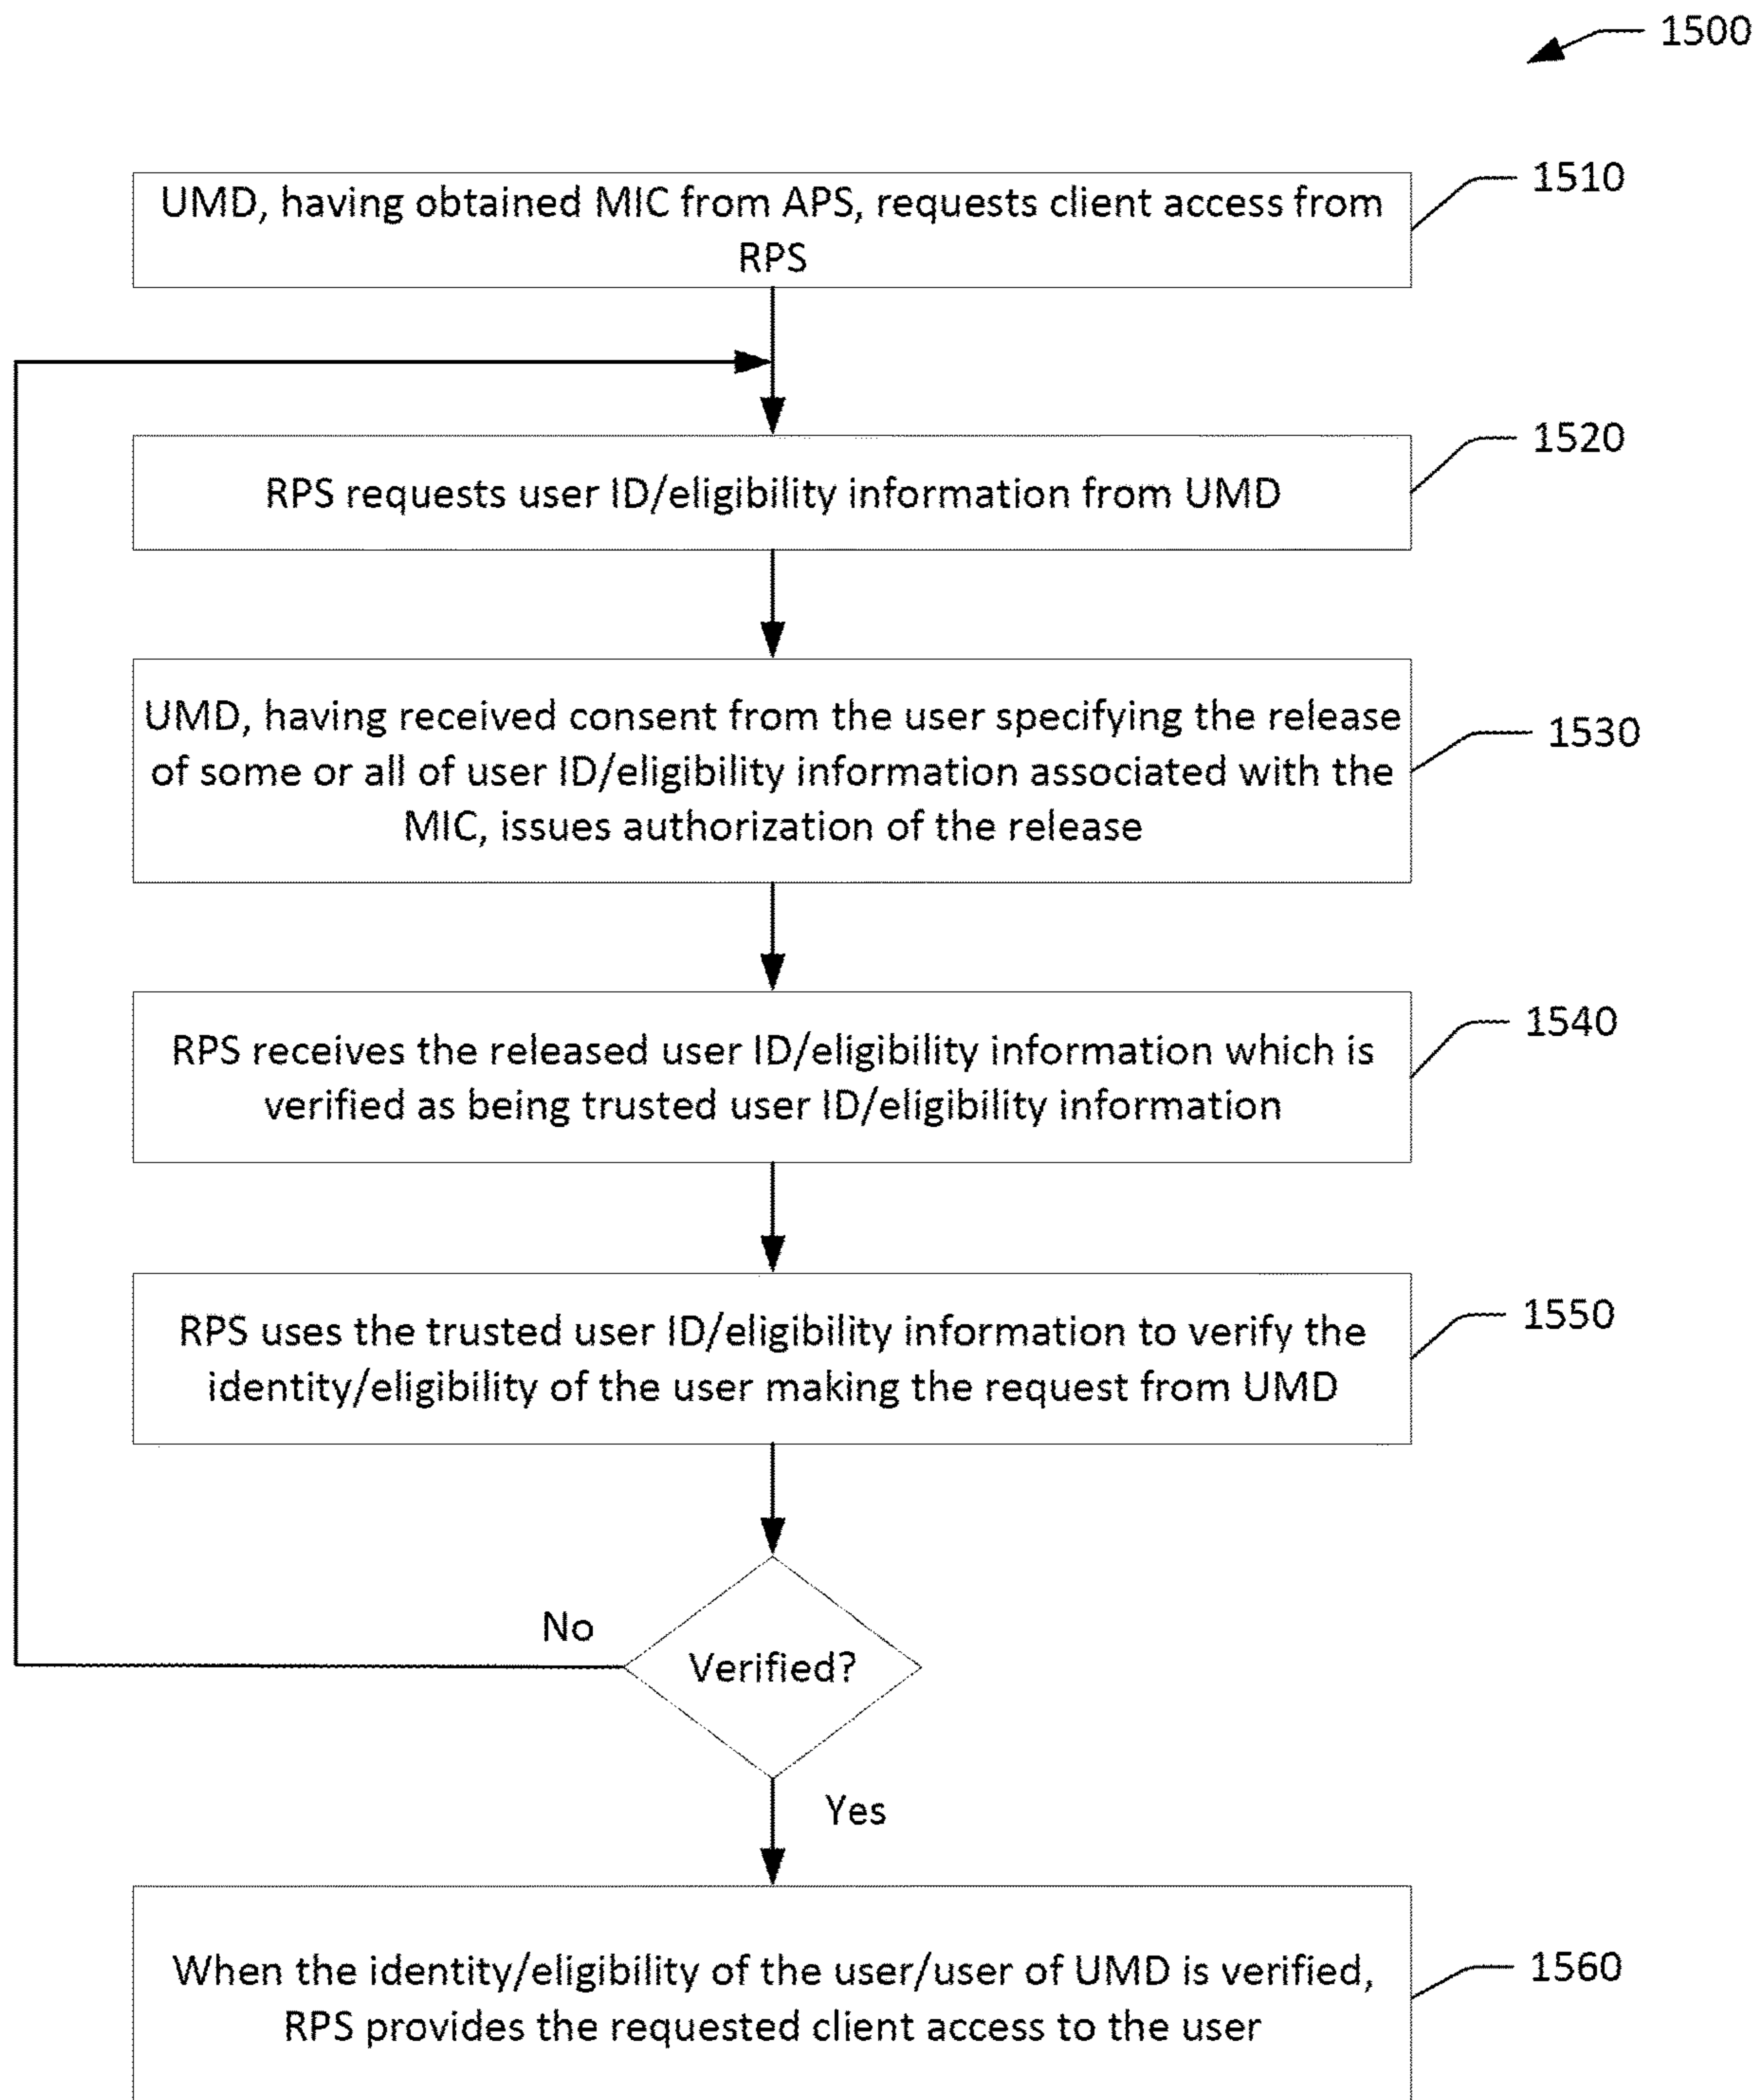 1500
UMD, having obtained MIC from APS, requests client access from
RPS
1510
RPS requests user ID/eligibility information from UMD
1520
UMD, having received consent from the user specifying the release
of some or all of user ID/eligibility information associated with the
MIC, issues authorization of the release
1530
RPS receives the released user ID/eligibility information which is
verified as being trusted user ID/eligibility information
1540
RPS uses the trusted user ID/eligibility information to verify the
identity/eligibility of the user making the request from UMD
1550
No
Verified?
Yes
When the identity/eligibility of the user/user of UMD is verified,
RPS provides the requested client access to the user
1560